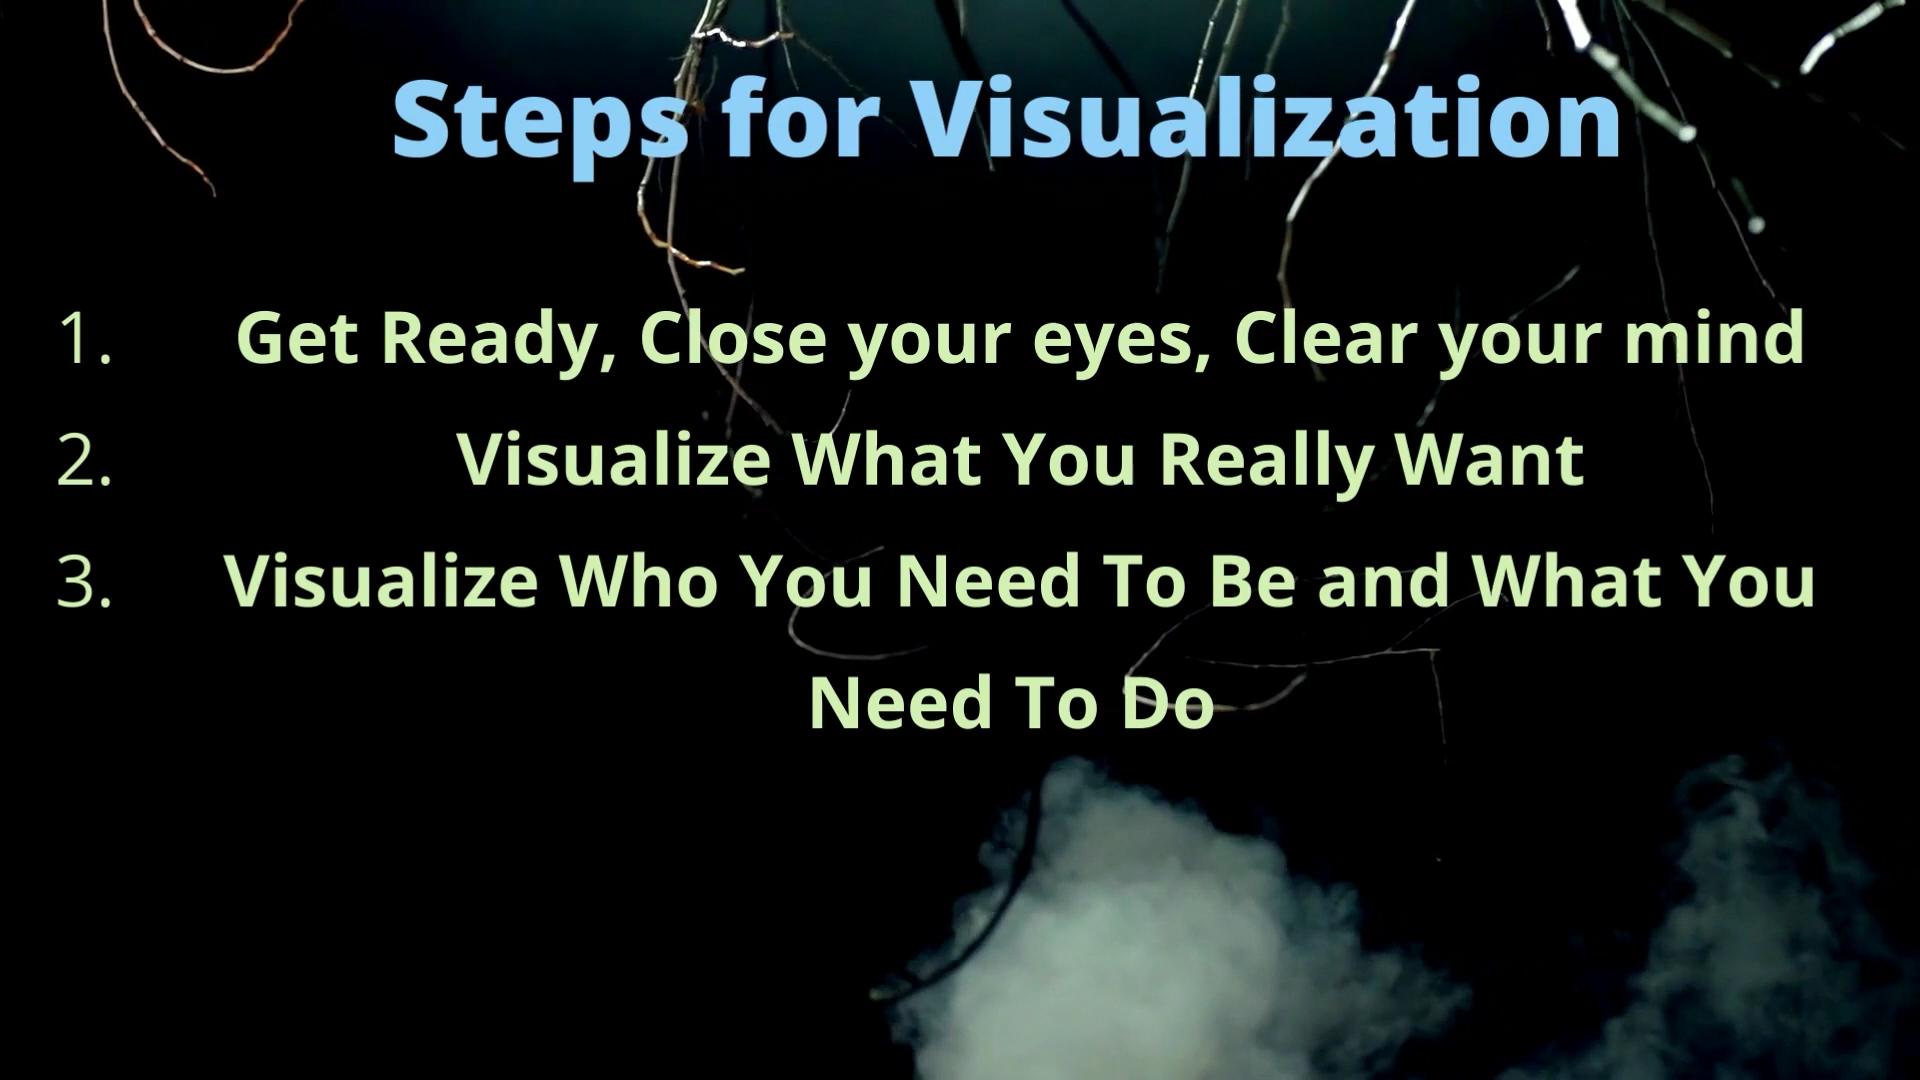 Steps for Visualization
1. Get Ready, Close your eyes, Clear your mind
2. Visualize What You Really Want
3. Visualize Who You Need To Be and What You
Need To Do